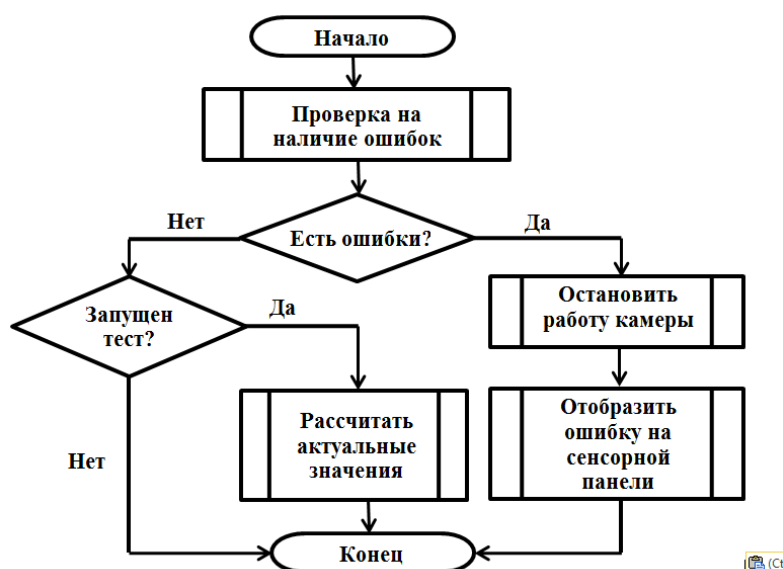 Начало
Проверка на
наличие ошибок
Нет
Есть ошибки?
Да
Запущен
тест?
Да
Остановить
работу камеры
Рассчитать
актуальные
значения
Отобразить
ошибку на
сенсорной
панели
Нет
Конец
(Ct